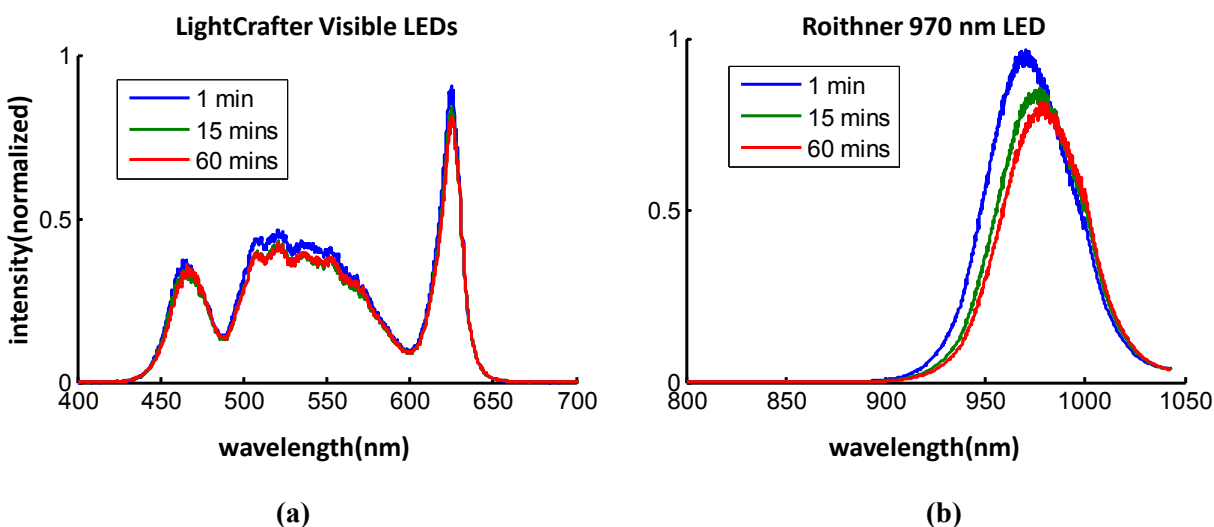 LightCrafter Visible LEDs
1
0.5
0
400 450 500 550 600 650 700
intensity(normalized)
wavelength(nm)
1 min
15 mins
60 mins
(a)
Roithner 970 nm LED
1
0.5
0
800 850 900 950 1000 1050
wavelength(nm)
1 min
15 mins
60 mins
(b)